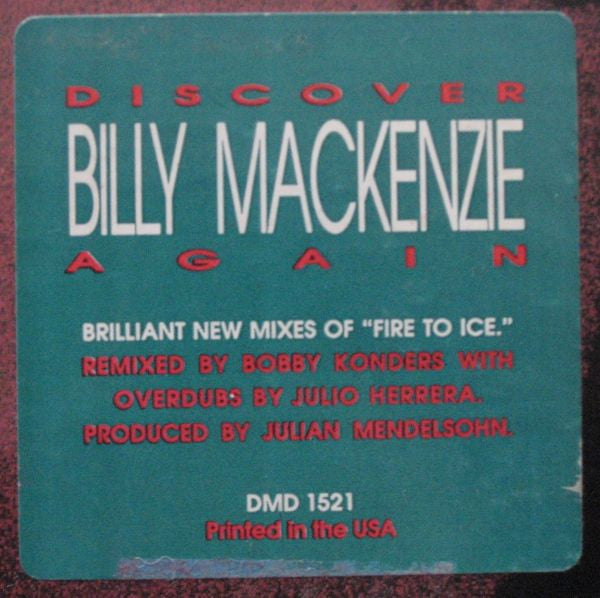 DISCOVER
BILLY MACKENZIE
AGAIN
BRILLIANT NEW MIXES OF “FIRE TO ICE.”
REMIXED BY BOBBY KONDERS WITH
OVERDUBS BY JULIO HERRERA.
PRODUCED BY JULIAN MENDELSOHN.
DMD 1521
Printed in the USA